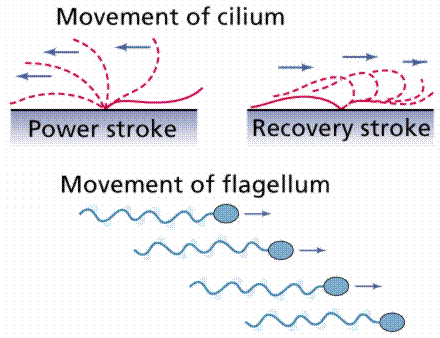 Movement of cilium
Power stroke
Recovery stroke
Movement of flagellum